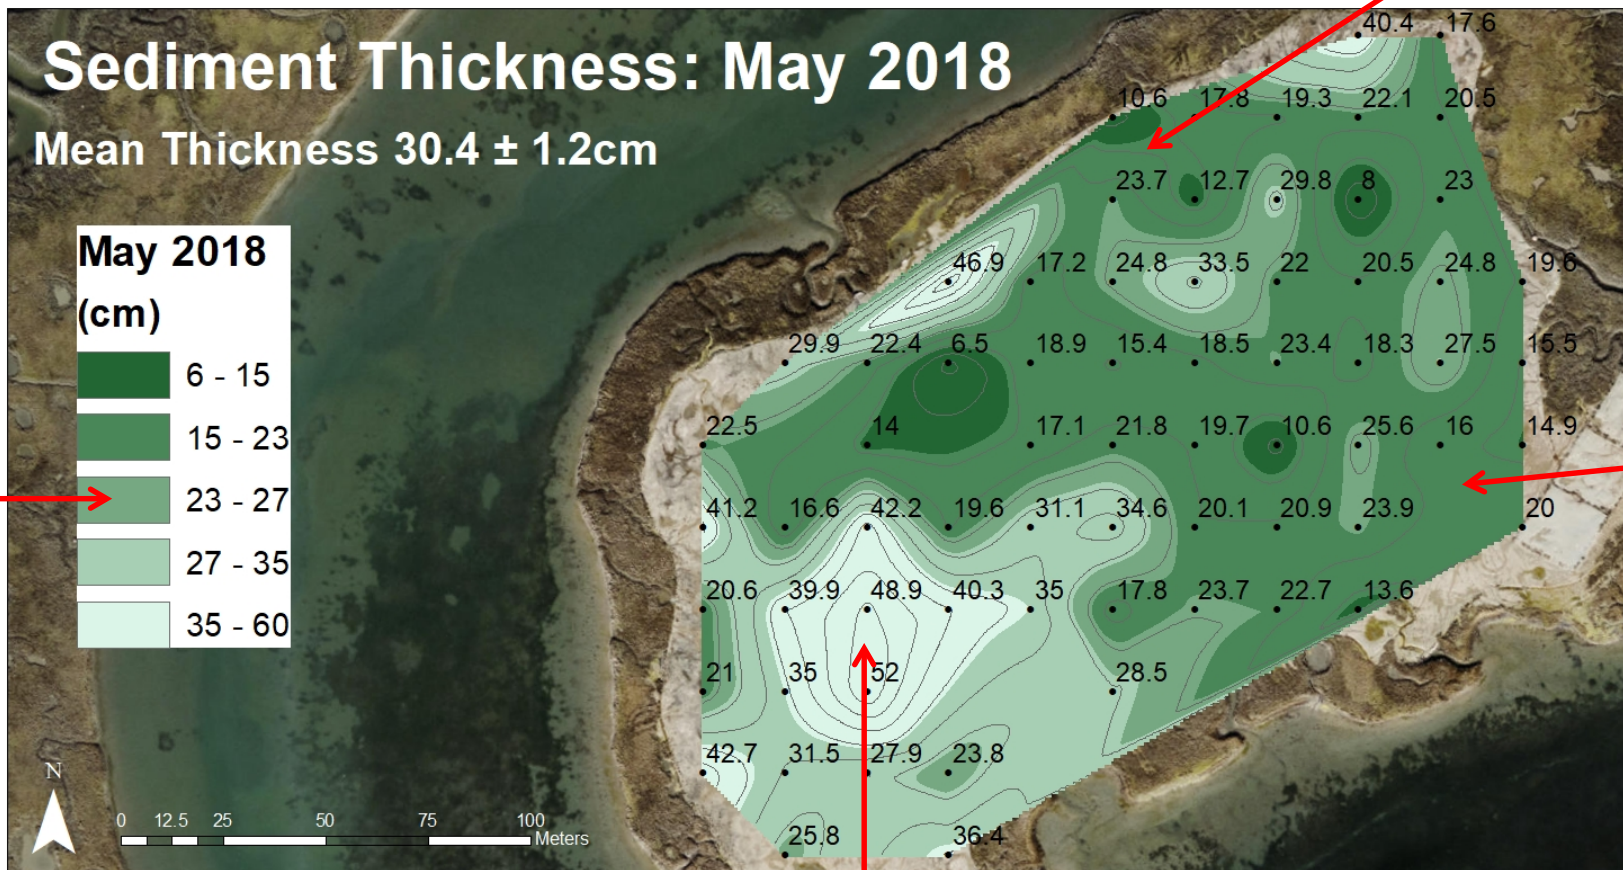 Sediment Thickness: May 2018
Mean Thickness 30.4 ± 1.2cm
May 2018
(cm)
6 - 15
15 - 23
23 - 27
27 - 35
35 - 60
40.4 17.6
10.6 17.8 19.3 22.1 20.5
23.7 12.7 29.8 8 23
46.9 17.2 24.8 33.5 22 20.5 24.8 19.6
29.9 22.4 6.5 18.9 15.4 18.5 23.4 18.3 27.5 15.5
22.5 14 17.1 21.8 19.7 10.6 25.6 16 14.9
41.2 16.6 42.2 19.6 31.1 34.6 20.1 20.9 23.9 20
20.6 39.9 48.9 40.3 35 17.8 23.7 22.7 13.6
21 35 52 28.5
42.7 31.5 27.9 23.8
25.8 36.4
N
0 12.5 25 50 75 100
Meters